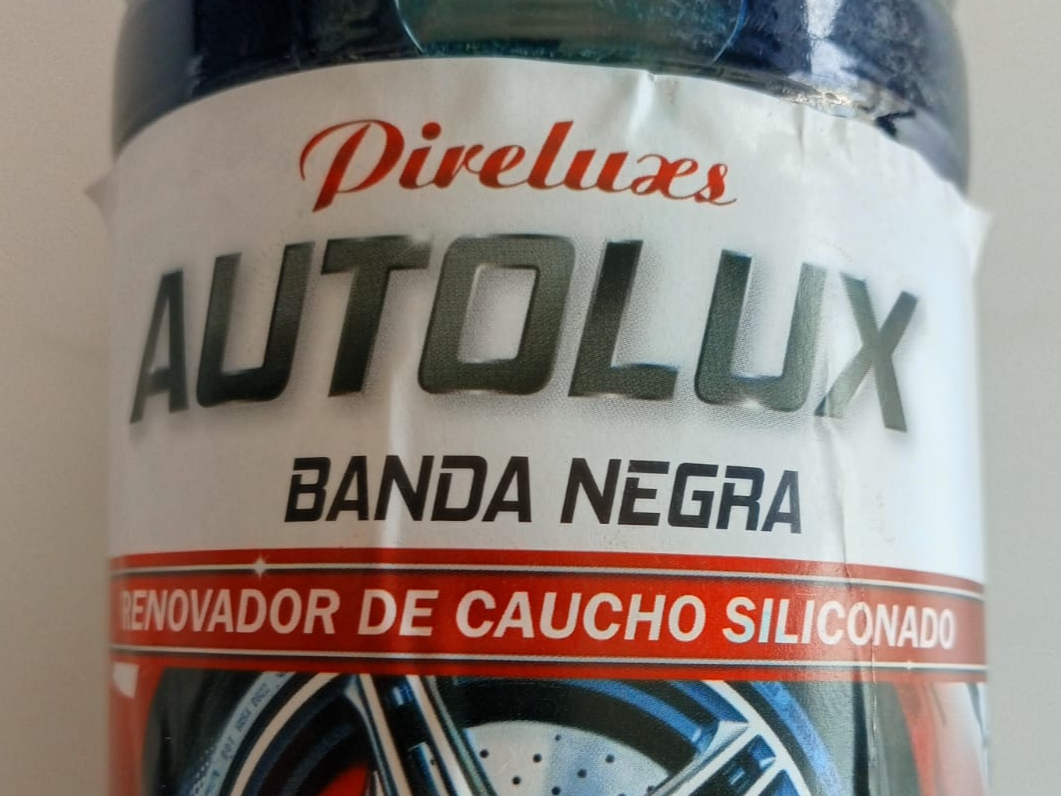 Pireluxs
AUTOLUX
BANDA NEGRA
RENOVADOR DE CAUCHO SILICONADO